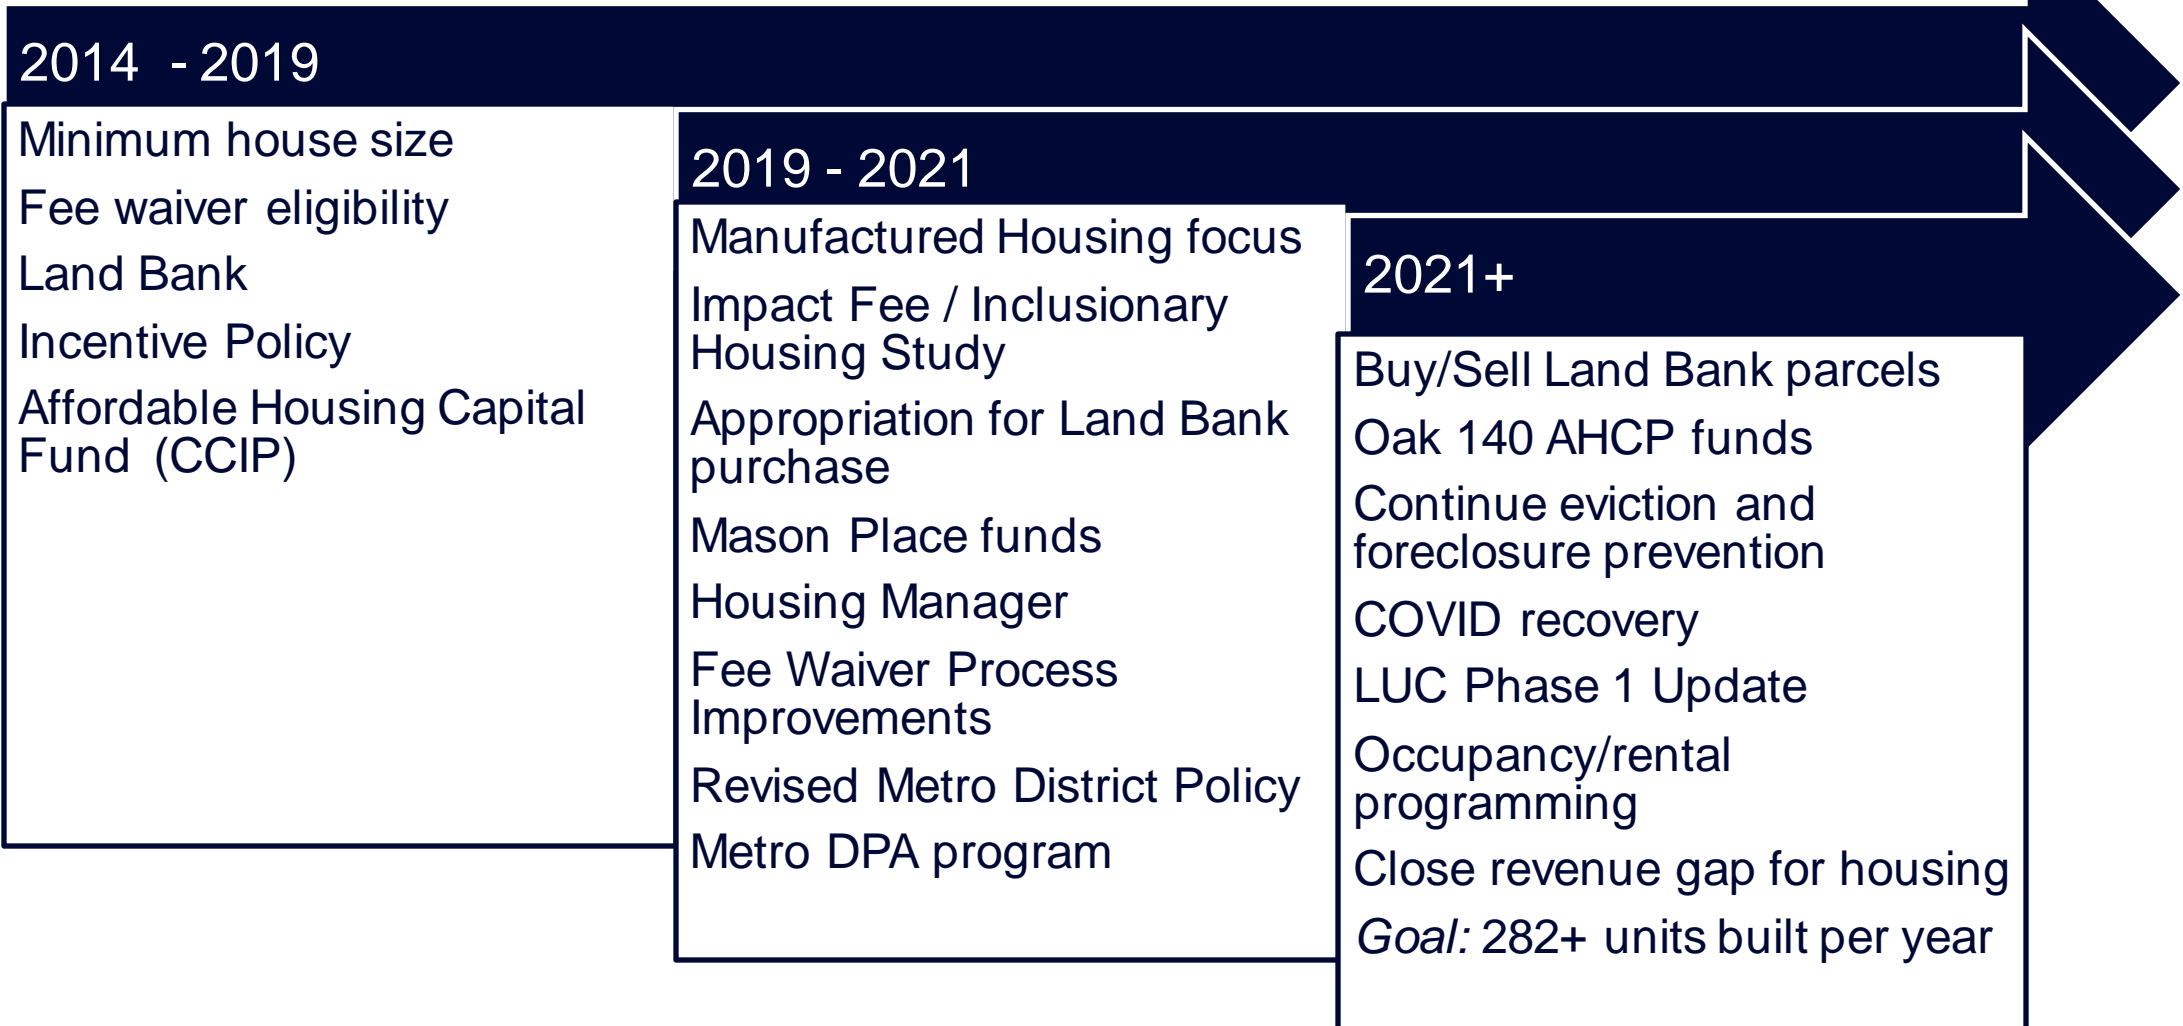 2014  - 2019
Minimum house size
Fee waiver eligibility
Land Bank
Incentive Policy
Affordable Housing Capital
Fund (CCIP)
2019 - 2021
Manufactured Housing focus
Impact Fee / Inclusionary
Housing Study
Appropriation for Land Bank
purchase
Mason Place funds
Housing Manager
Fee Waiver Process
Improvements
Revised Metro District Policy
Metro DPA program
2021+
Buy/Sell Land Bank parcels
Oak 140 AHCP funds
Continue eviction and
foreclosure prevention
COVID recovery
LUC Phase 1 Update
Occupancy/rental
programming
Close revenue gap for housing
Goal: 282+ units built per year